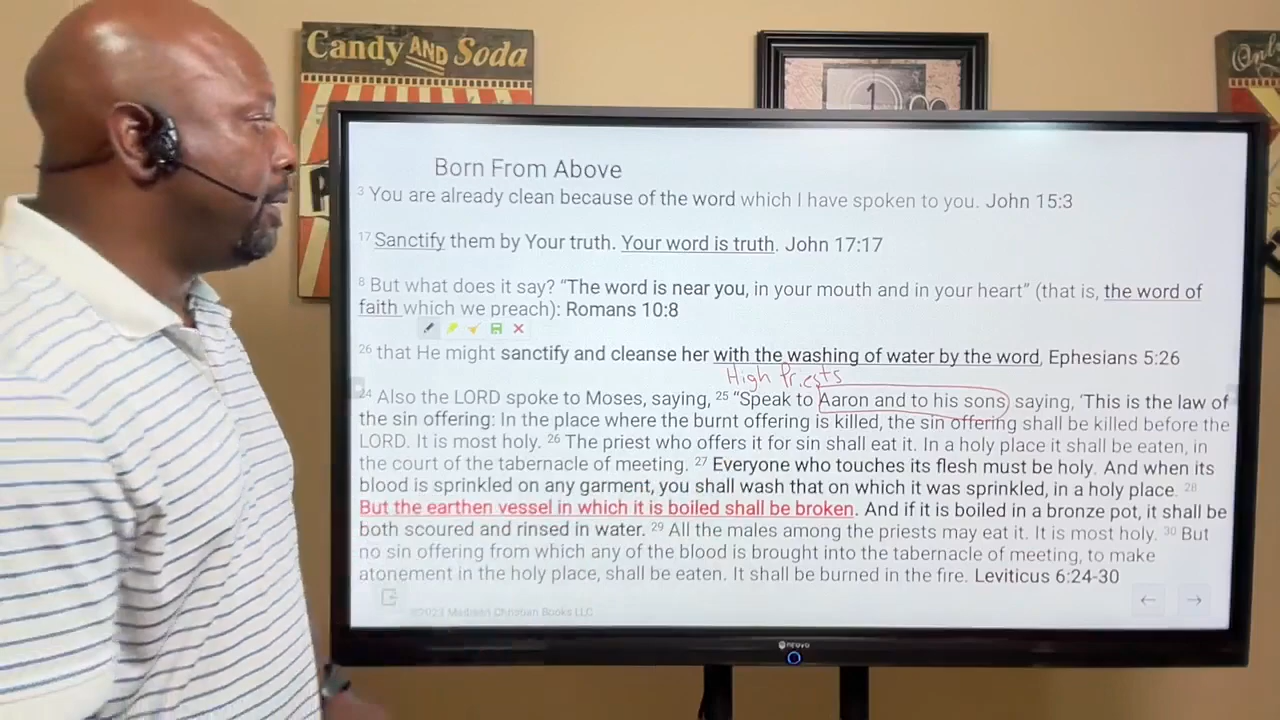 Candy AND Soda
Onl
1
Born From Above
3 You are already clean because of the word which I have spoken to you. John 15:3
17 Sanctify them by Your truth. Your word is truth. John 17:17
8 But what does it say? “The word is near you, in your mouth and in your heart” (that is, the word of
faith which we preach): Romans 10:8
26 that He might sanctify and cleanse her with the washing of water by the word, Ephesians 5:26
High Priests
24 Also the LORD spoke to Moses, saying, 25 “Speak to Aaron and to his sons, saying, ‘This is the law of
the sin offering: In the place where the burnt offering is killed, the sin offering shall be killed before the
LORD. It is most holy. 26 The priest who offers it for sin shall eat it. In a holy place it shall be eaten, in
the court of the tabernacle of meeting. 27 Everyone who touches its flesh must be holy. And when its
blood is sprinkled on any garment, you shall wash that on which it was sprinkled, in a holy place. 28
But the earthen vessel in which it is boiled shall be broken. And if it is boiled in a bronze pot, it shall be
both scoured and rinsed in water. 29 All the males among the priests may eat it. It is most holy. 30 But
no sin offering from which any of the blood is brought into the tabernacle of meeting, to make
atonement in the holy place, shall be eaten. It shall be burned in the fire. Leviticus 6:24-30
©2023 Madison Christian Books LLC